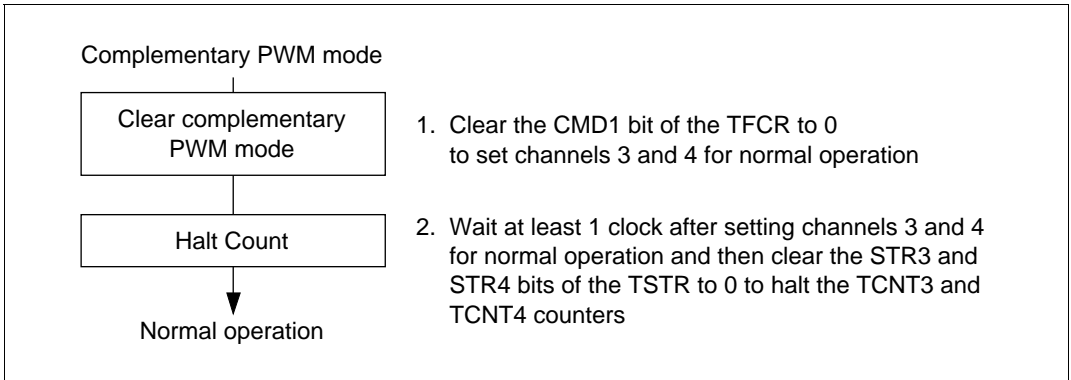 Complementary PWM mode
Clear complementary
PWM mode
1. Clear the CMD1 bit of the TFCR to 0
to set channels 3 and 4 for normal operation
Halt Count
2. Wait at least 1 clock after setting channels 3 and 4
for normal operation and then clear the STR3 and
STR4 bits of the TSTR to 0 to halt the TCNT3 and
TCNT4 counters
Normal operation